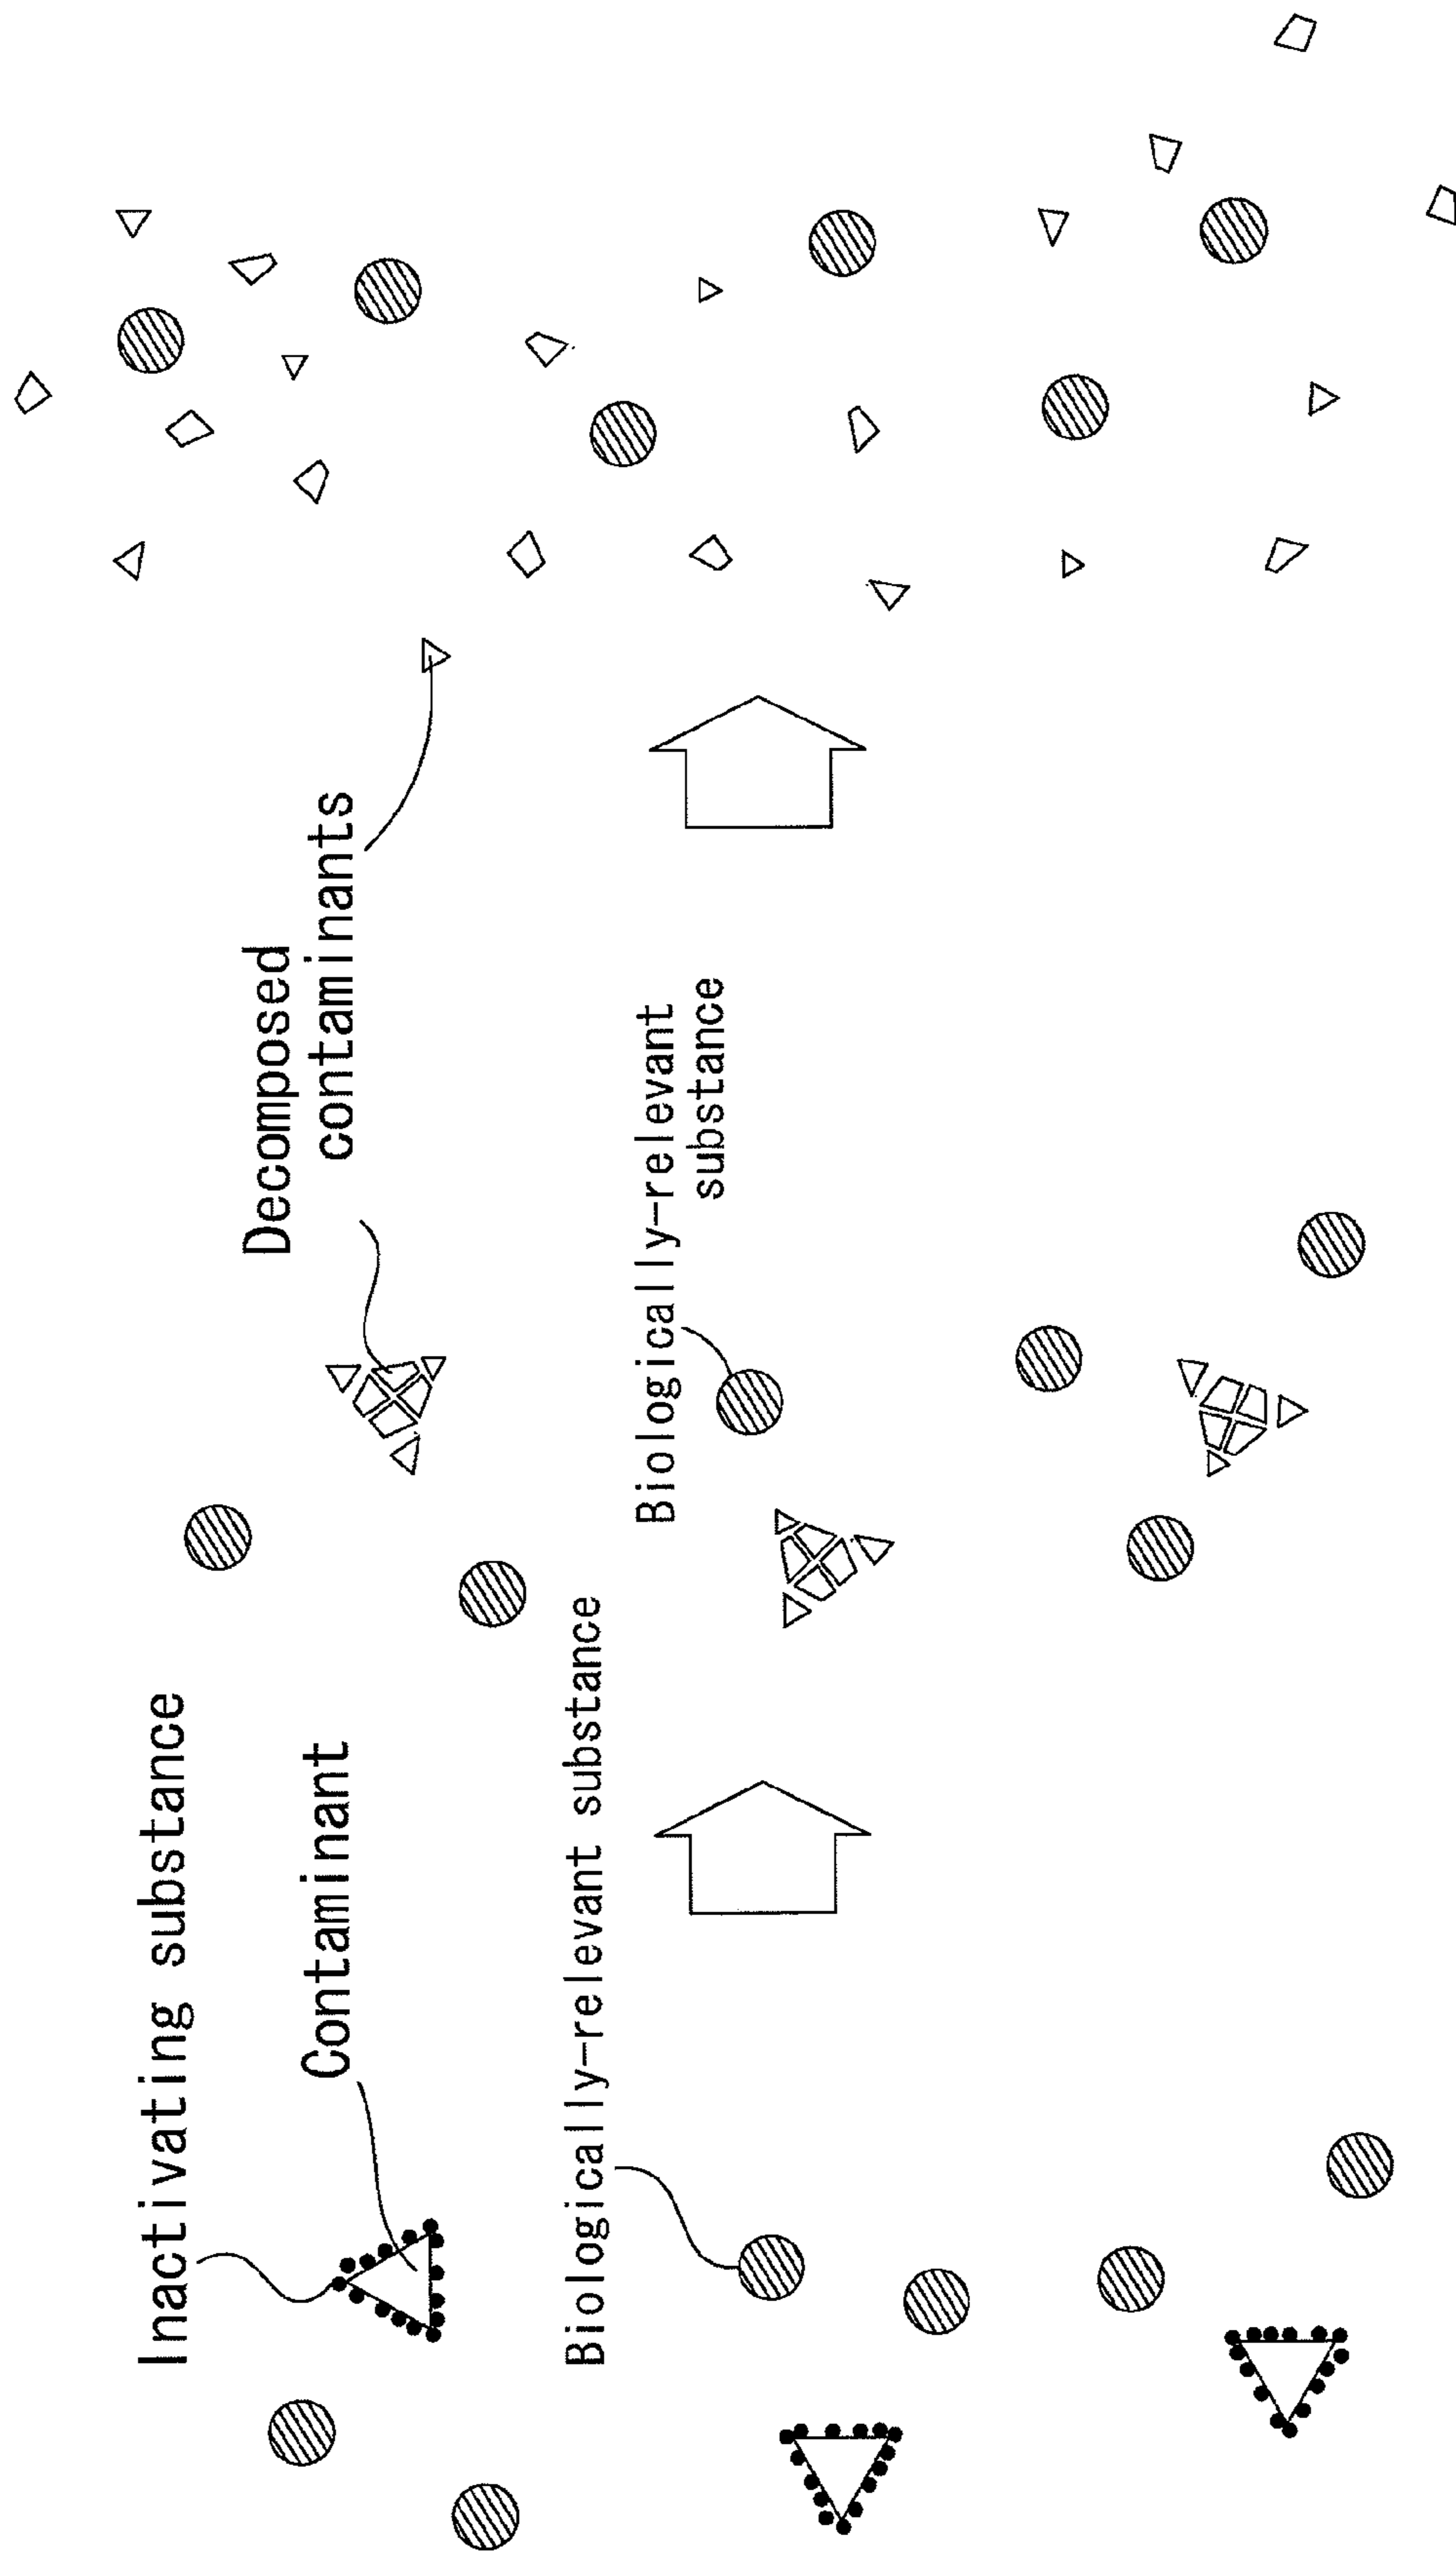 Inactivating substance
Contaminant
Biologically-relevant substance
Decomposed
contaminants
Biologically-relevant
substance